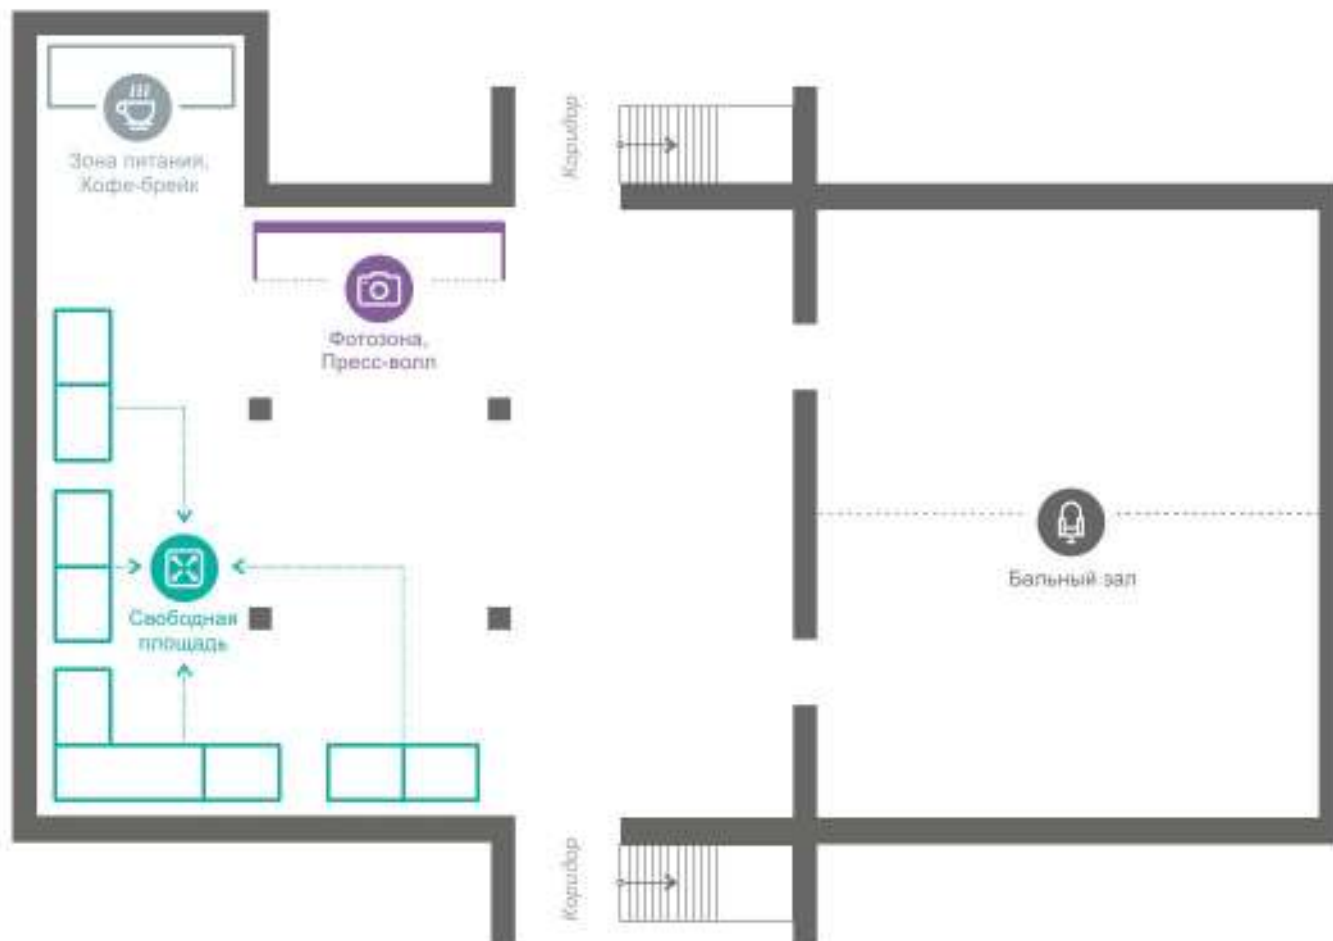 Коридор
Зона питания,
Кофе-брейк
Фотозона,
Пресс-волл
Бальный зал
Свободная
площадь
Коридор